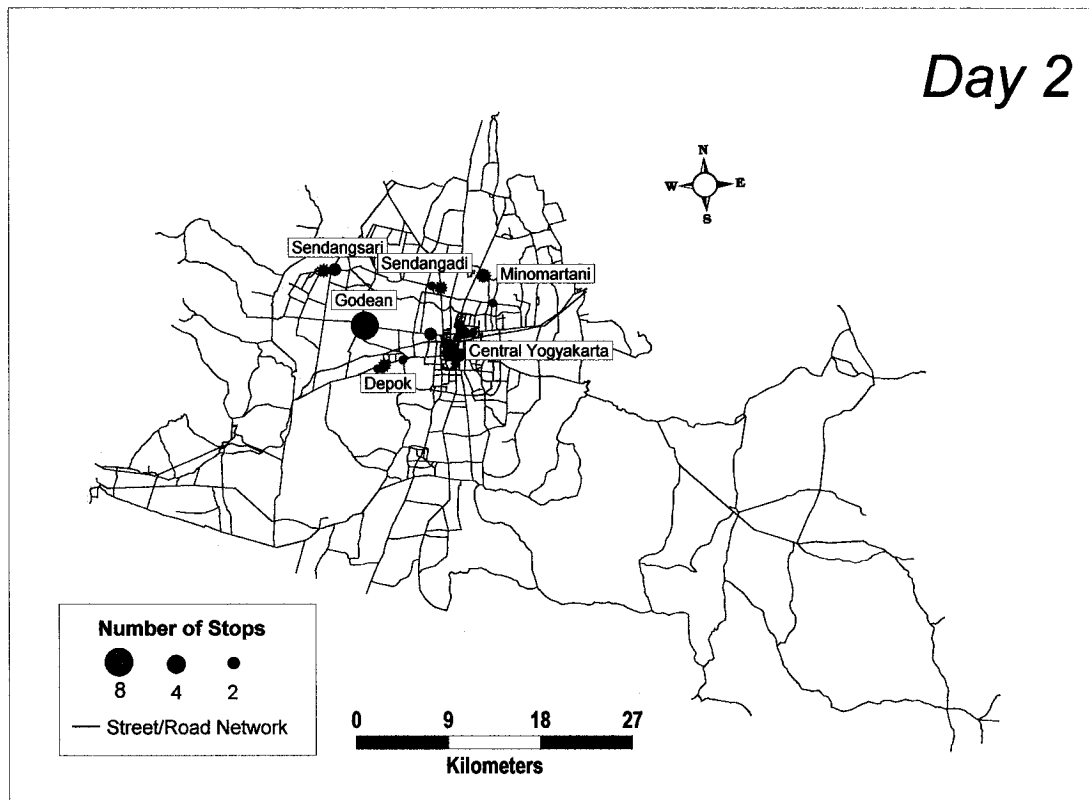 Day 2
N
W E
S
Sendangsari
Sendangadi
Minomartani
Godean
Central Yogyakarta
Depok
Number of Stops
8 4 2
Street/Road Network
0 9 18 27
Kilometers